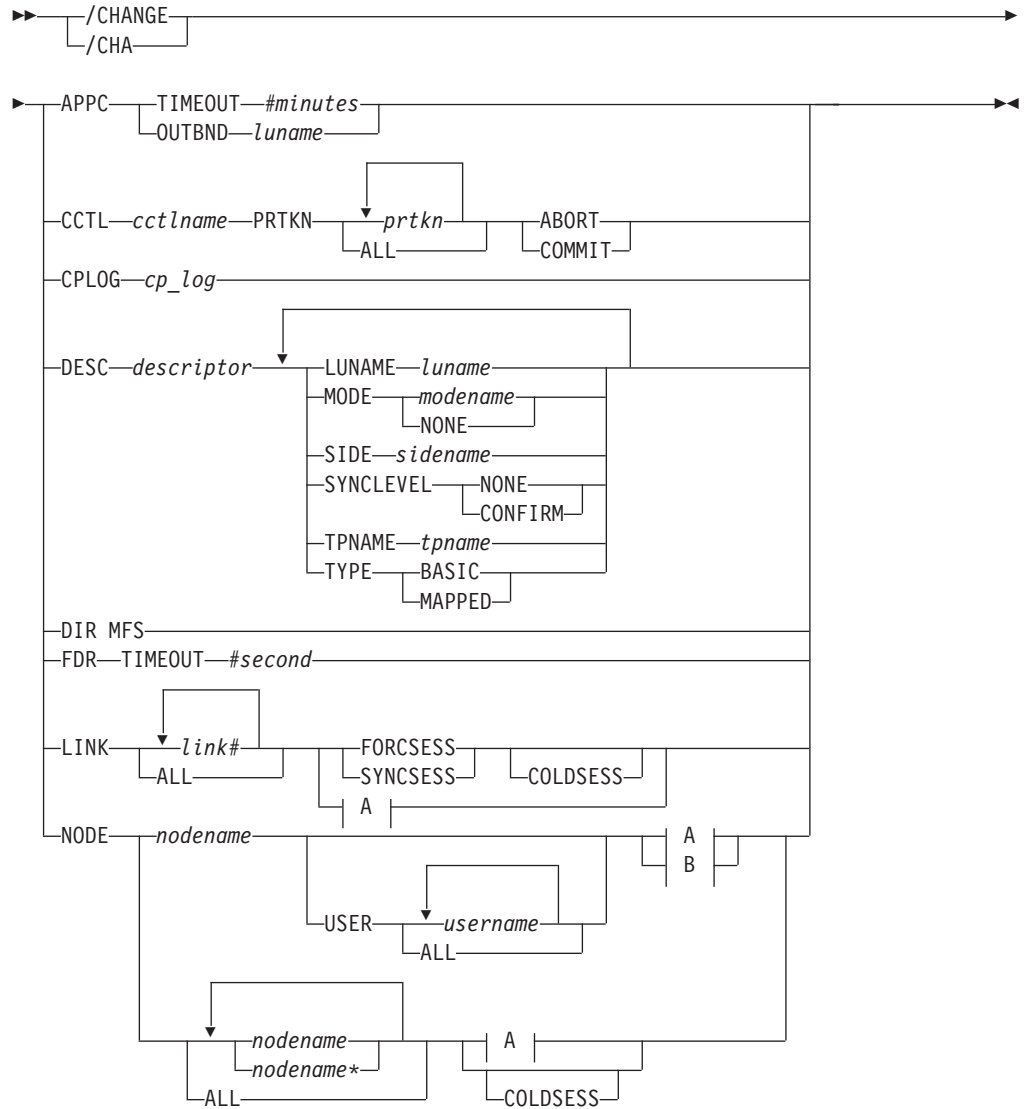 /CHANGE
/CHA
APPC TIMEOUT #minutes
OUTBND luname
CCTL cctlname PRTKN prtkn ABORT
ALL COMMIT
CPLOG cp_log
DESC descriptor LUNAME luname
MODE modename
NONE
SIDE sidename
SYNCLEVEL NONE
CONFIRM
TPNAME tpname
TYPE BASIC
MAPPED
DIR MFS
FDR TIMEOUT #second
LINK link# FORCSESS
ALL SYNCSESS COLDSESS
A
NODE nodename A
B
USER username
ALL
nodename A
nodename*
ALL COLDSESS